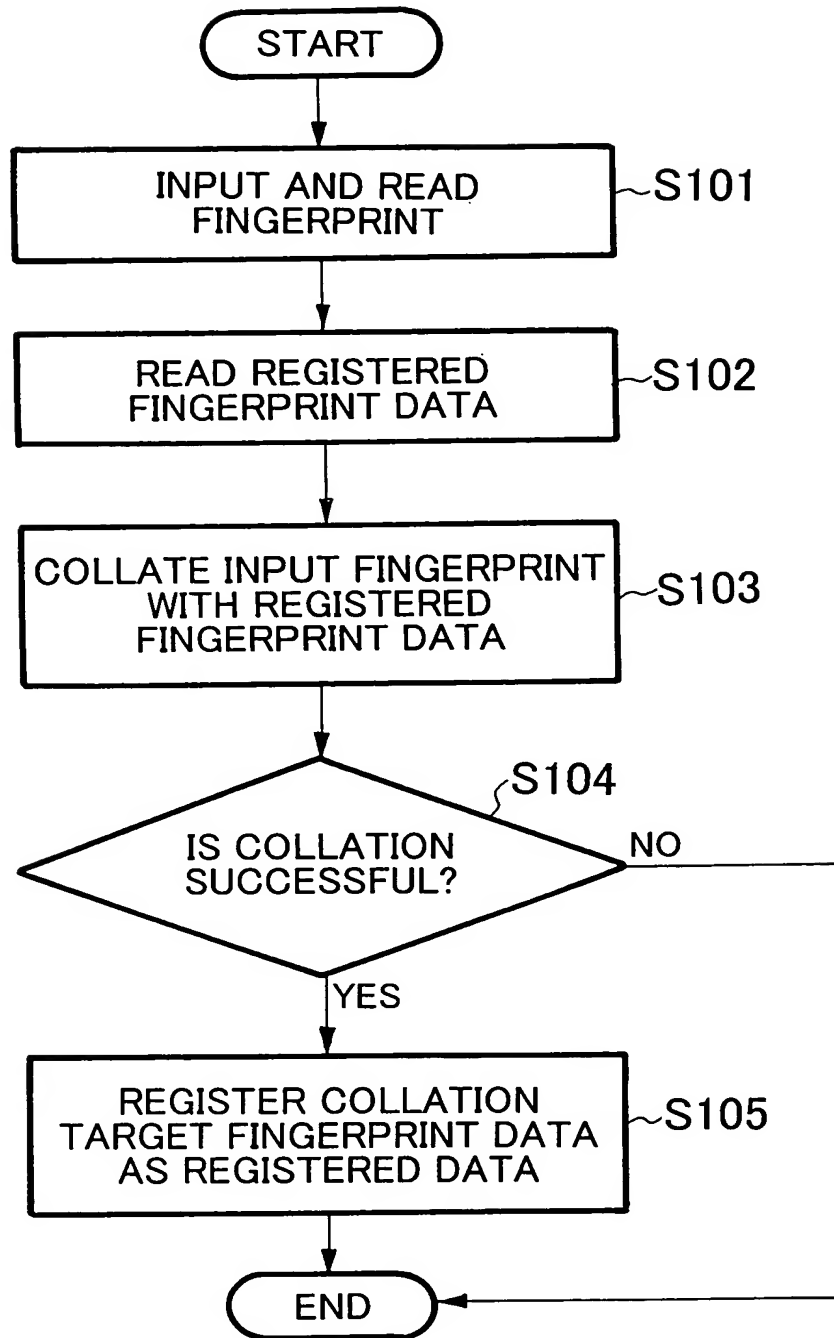 START
INPUT AND READ
FINGERPRINT
S101
READ REGISTERED
FINGERPRINT DATA
S102
COLLATE INPUT FINGERPRINT
WITH REGISTERED
FINGERPRINT DATA
S103
S104
IS COLLATION
SUCCESSFUL?
NO
YES
REGISTER COLLATION
TARGET FINGERPRINT DATA
AS REGISTERED DATA
S105
END